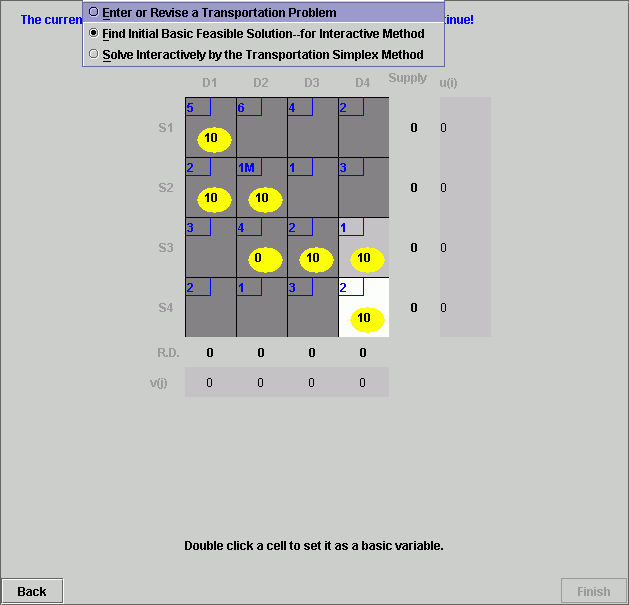 Enter or Revise a Transportation Problem
The curren
tinue!
Find Initial Basic Feasible Solution--for Interactive Method
Solve Interactively by the Transportation Simplex Method
D1 D2 D3 D4 Supply u(i)
5 6 4 2
S1 10 0 0
2 1M 1 3
S2 10 10 0 0
3 4 2 1
S3 0 10 10 0 0
2 1 3 2
S4 10 0 0
R.D. 0 0 0 0
v(j) 0 0 0 0
Double click a cell to set it as a basic variable.
Back
Finish